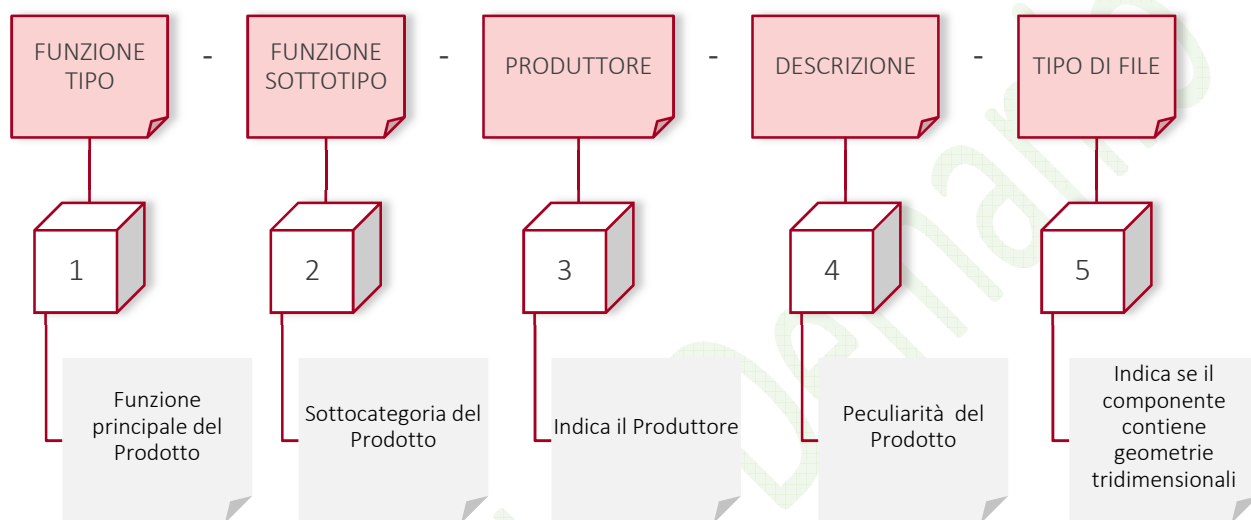 FUNZIONE
TIPO
-
FUNZIONE
SOTTOTIPO
-
PRODUTTORE
-
DESCRIZIONE
-
TIPO DI FILE
1
2
3
4
5
Funzione
principale del
Prodotto
Sottocategoria del
Prodotto
Indica il Produttore
Peculiarità del
Prodotto
Indica se il
componente
contiene
geometrie
tridimensionali